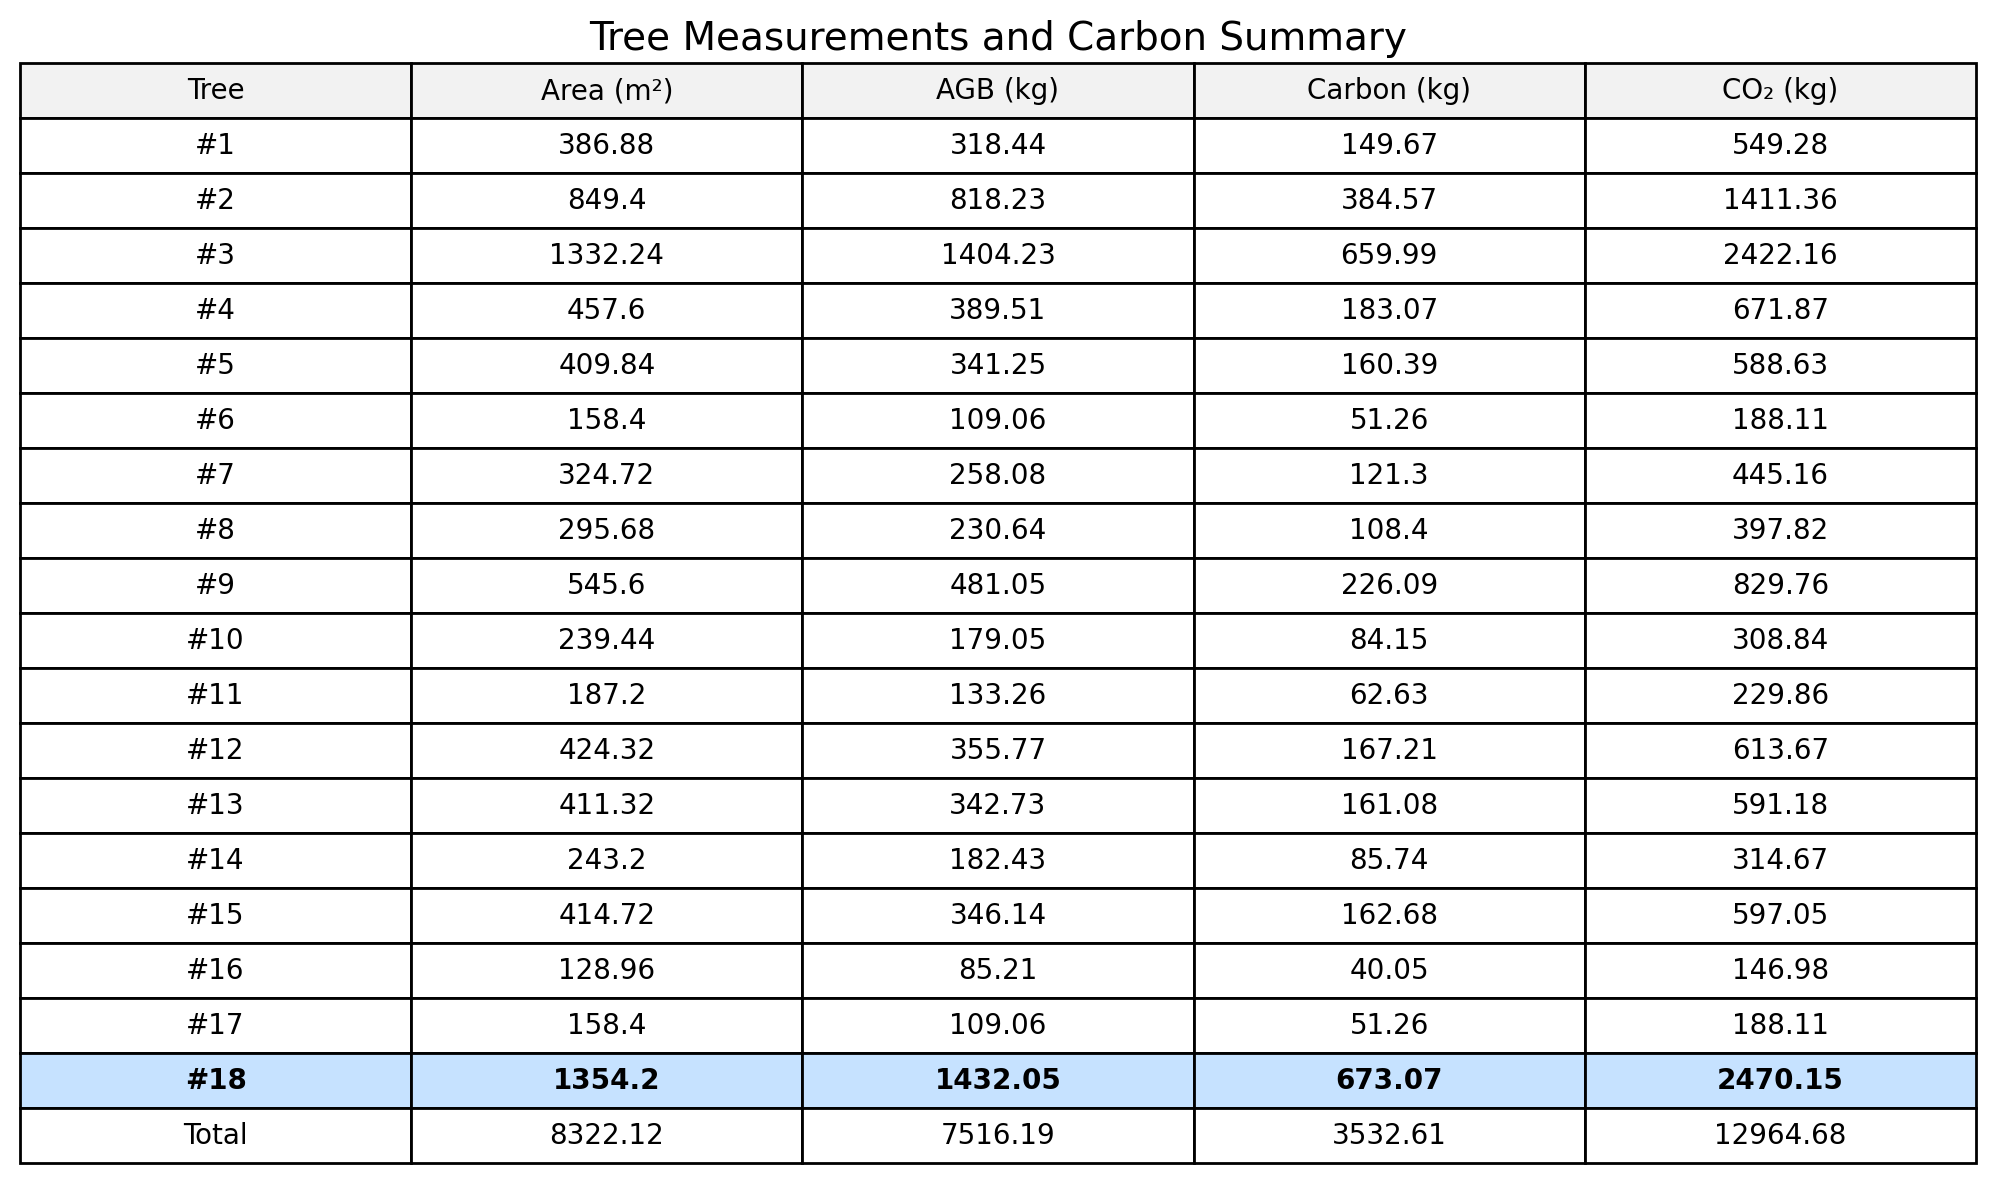 Tree Measurements and Carbon Summary
Tree Area (m²) AGB (kg) Carbon (kg) CO₂ (kg)
#1 386.88 318.44 149.67 549.28
#2 849.4 818.23 384.57 1411.36
#3 1332.24 1404.23 659.99 2422.16
#4 457.6 389.51 183.07 671.87
#5 409.84 341.25 160.39 588.63
#6 158.4 109.06 51.26 188.11
#7 324.72 258.08 121.3 445.16
#8 295.68 230.64 108.4 397.82
#9 545.6 481.05 226.09 829.76
#10 239.44 179.05 84.15 308.84
#11 187.2 133.26 62.63 229.86
#12 424.32 355.77 167.21 613.67
#13 411.32 342.73 161.08 591.18
#14 243.2 182.43 85.74 314.67
#15 414.72 346.14 162.68 597.05
#16 128.96 85.21 40.05 146.98
#17 158.4 109.06 51.26 188.11
#18 1354.2 1432.05 673.07 2470.15
Total 8322.12 7516.19 3532.61 12964.68